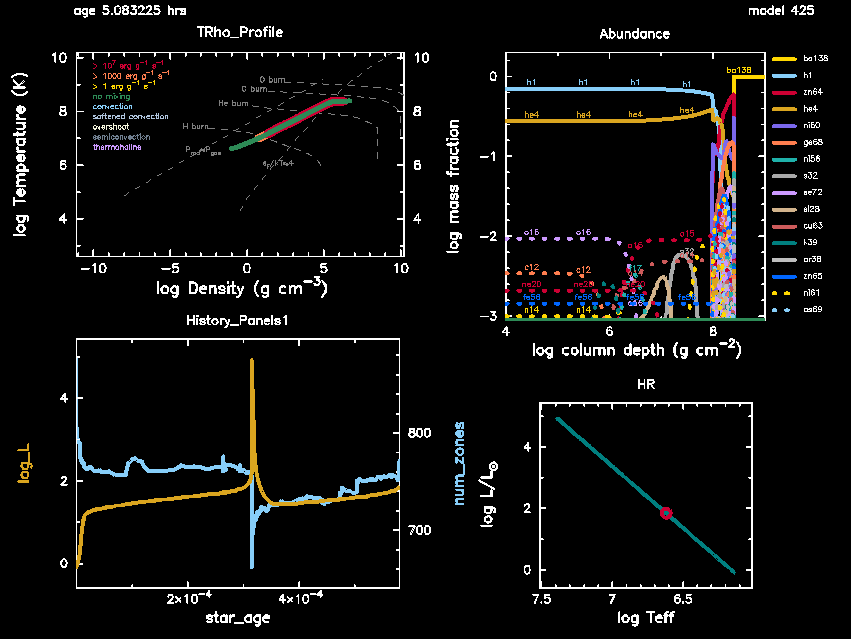 age 5.083225 hrs
model 425
TRho_Profile
> 10⁷ erg g⁻¹ s⁻¹
> 1000 erg g⁻¹ s⁻¹
> 1 erg g⁻¹ s⁻¹
no mixing
convection
softened convection
overshoot
semiconvection
thermohaline
O burn
C burn
He burn
H burn
10
8
6
4
10
8
6
4
−10
−5
0
5
10
log Temperature (K)
log Density (g cm⁻³)
Abundance
ba138
h1
h1
h1
h1
he4
he4
he4
he4
o16
o16
o16
c12
c12
ne20
ne20
fe56
fe56
fe56
n14
n14
s32
0
−1
−2
−3
4
6
8
log mass fraction
log column depth (g cm⁻²)
ba138
h1
zn64
he4
ni60
ge68
ni56
s32
se72
si28
cu63
k39
ar38
zn65
ni61
as69
History_Panels1
4
2
0
800
700
2×10⁻⁴
4×10⁻⁴
log_L
num_zones
star_age
HR
4
2
0
7.5
7
6.5
log L/L☉
log Teff